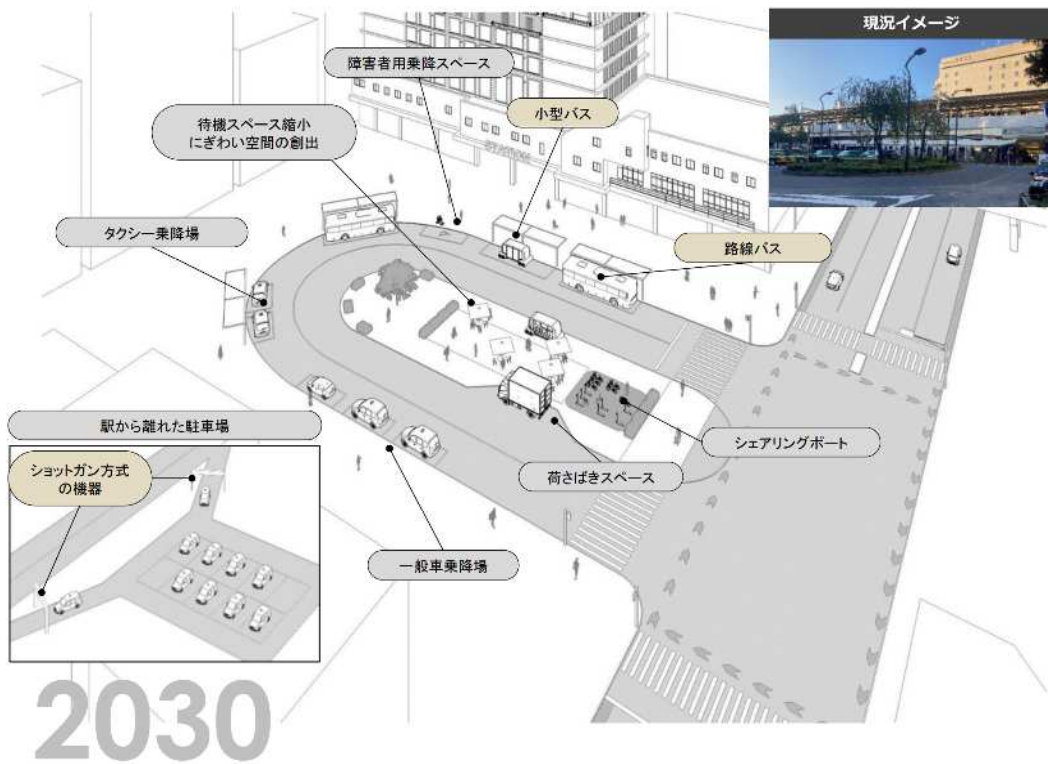 現況イメージ
障害者用乗降スペース
小型バス
待機スペース縮小
にぎわい空間の創出
STATION
タクシー乗降場
路線バス
駅から離れた駐車場
ショットガン方式
の機器
シェアリングポート
荷さばきスペース
一般車乗降場
2030